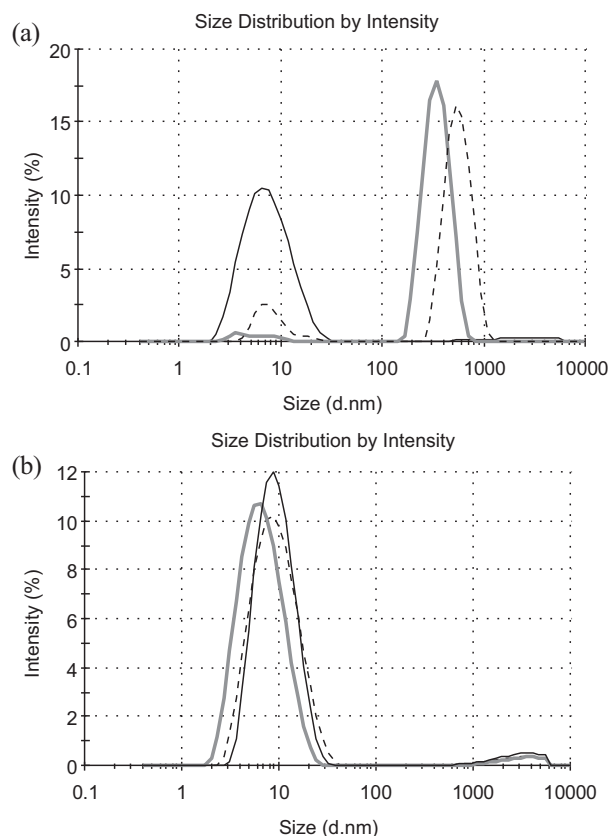 (a)
Size Distribution by Intensity
20
15
10
5
0
Intensity (%)
0.1 1 10 100 1000 10000
Size (d.nm)
(b)
Size Distribution by Intensity
12
10
8
6
4
2
0
Intensity (%)
0.1 1 10 100 1000 10000
Size (d.nm)